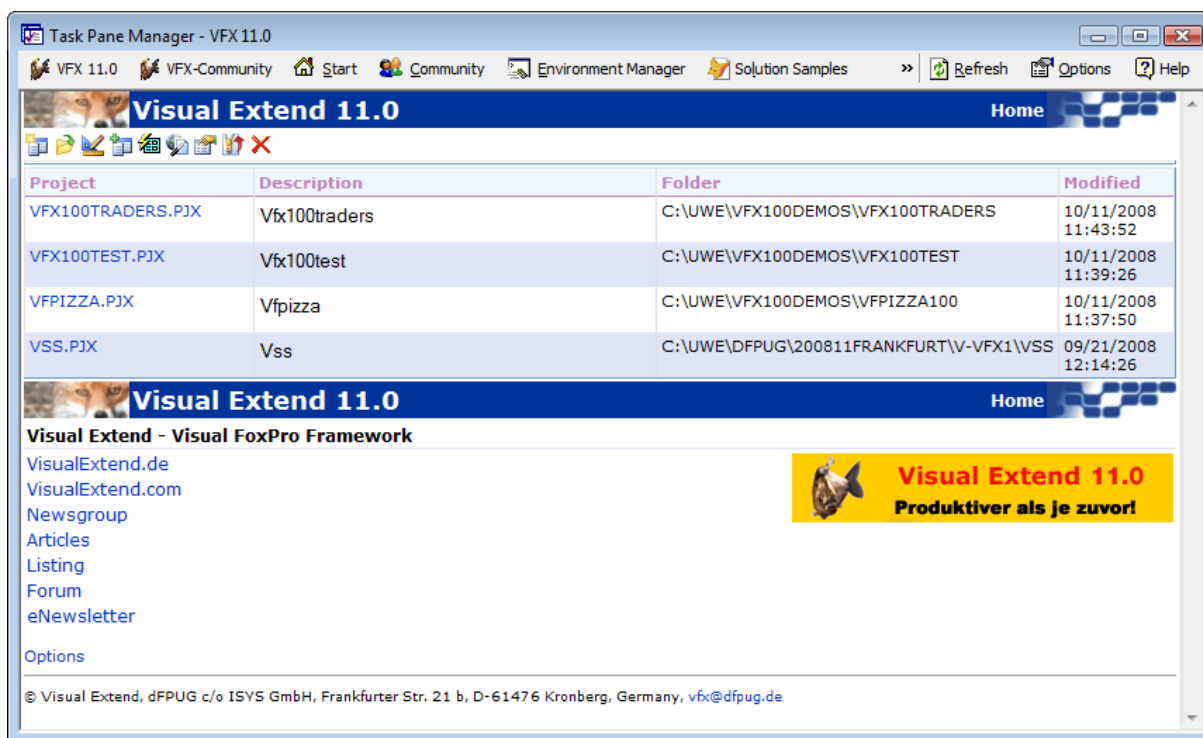 Task Pane Manager - VFX 11.0
VFX 11.0 VFX-Community Start Community Environment Manager Solution Samples » Refresh Options Help
Visual Extend 11.0 Home
Project Description Folder Modified
VFX100TRADERS.PJX Vfx100traders C:\UWE\VFX100DEMOS\VFX100TRADERS 10/11/2008
11:43:52
VFX100TEST.PJX Vfx100test C:\UWE\VFX100DEMOS\VFX100TEST 10/11/2008
11:39:26
VFPIZZA.PJX Vfpizza C:\UWE\VFX100DEMOS\VFPIZZA100 10/11/2008
11:37:50
VSS.PJX Vss C:\UWE\DFPUG\200811FRANKFURT\V-VFX1\VSS 09/21/2008
12:14:26
Visual Extend 11.0 Home
Visual Extend - Visual FoxPro Framework
VisualExtend.de
VisualExtend.com
Newsgroup
Articles
Listing
Forum
eNewsletter
Visual Extend 11.0
Produktiver als je zuvor!
Options
© Visual Extend, dFPUG c/o ISYS GmbH, Frankfurter Str. 21 b, D-61476 Kronberg, Germany, vfx@dfpug.de